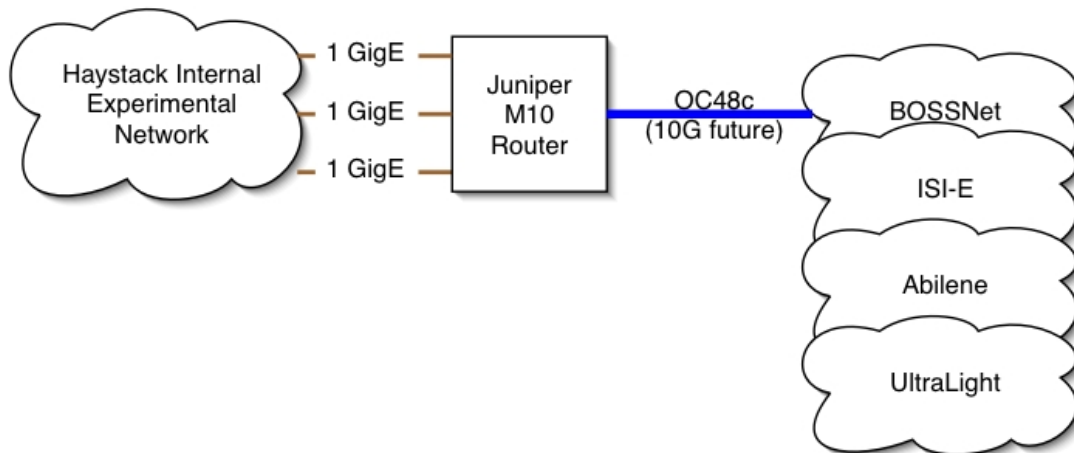 Haystack Internal
Experimental
Network
1 GigE
1 GigE
1 GigE
Juniper
M10
Router
OC48c
(10G future)
BOSSNet
ISI-E
Abilene
UltraLight